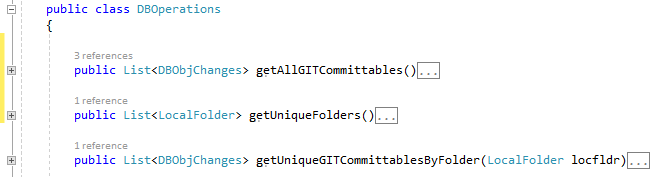 public class DBOperations
{
3 references
public List<DBObjChanges> getAllGITCommittables()...
1 reference
public List<LocalFolder> getUniqueFolders()...
1 reference
public List<DBObjChanges> getUniqueGITCommittablesByFolder(LocalFolder locfldr)...